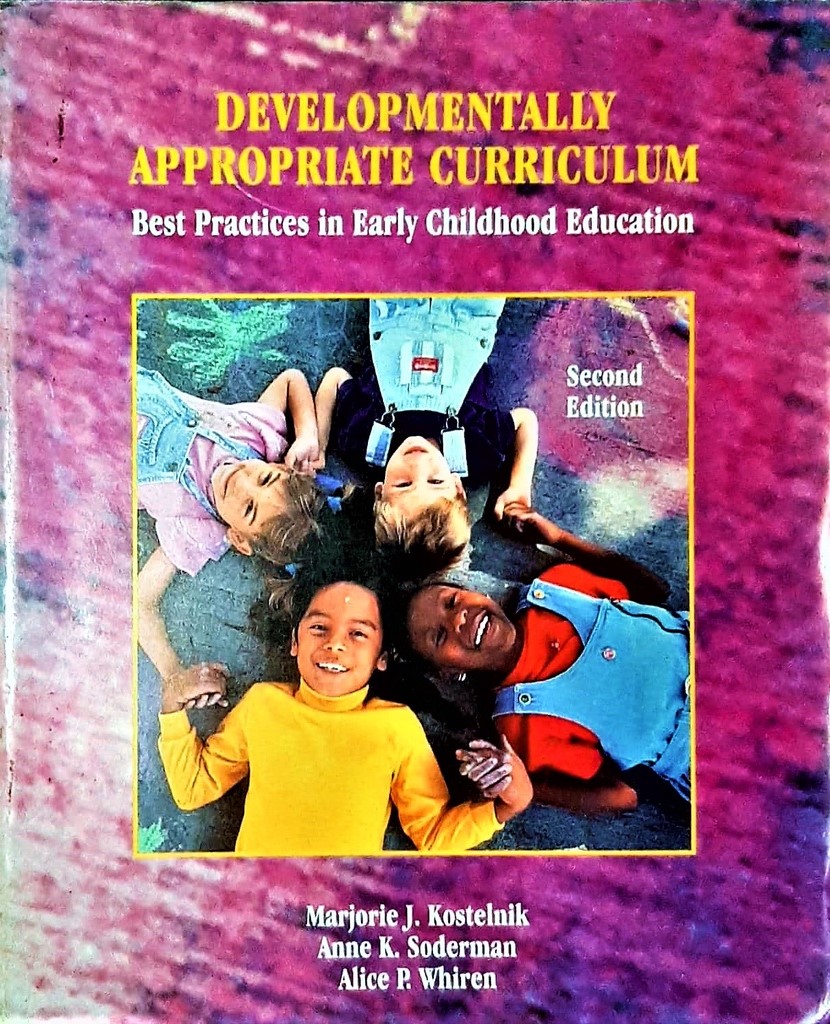 DEVELOPMENTALLY
APPROPRIATE CURRICULUM
Best Practices in Early Childhood Education
Second
Edition
Marjorie J. Kostelnik
Anne K. Soderman
Alice P. Whiren